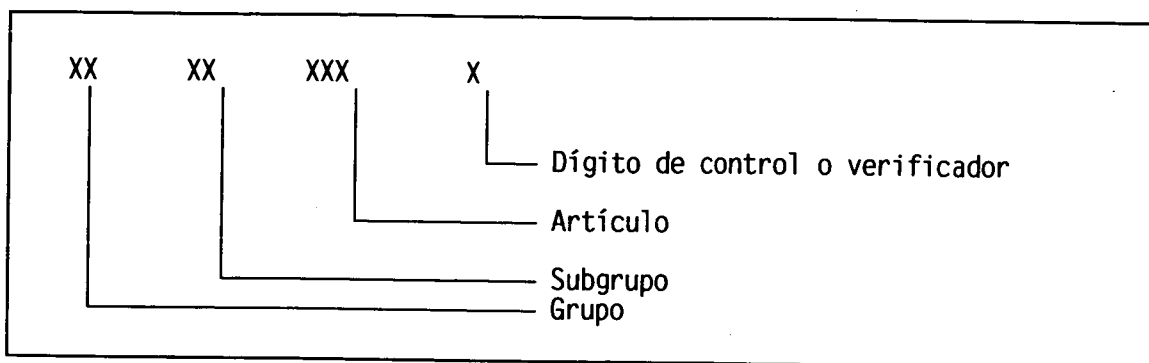 XX XX XXX X
Dígito de control o verificador
Artículo
Subgrupo
Grupo